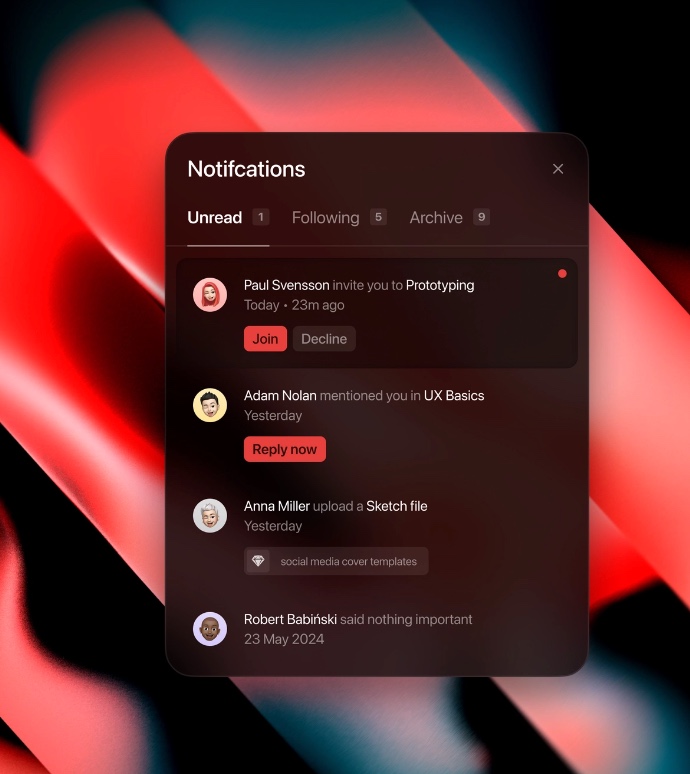 Notifcations
Unread 1 Following 5 Archive 9
Paul Svensson invite you to Prototyping
Today • 23m ago
Join Decline
Adam Nolan mentioned you in UX Basics
Yesterday
Reply now
Anna Miller upload a Sketch file
Yesterday
social media cover templates
Robert Babiński said nothing important
23 May 2024